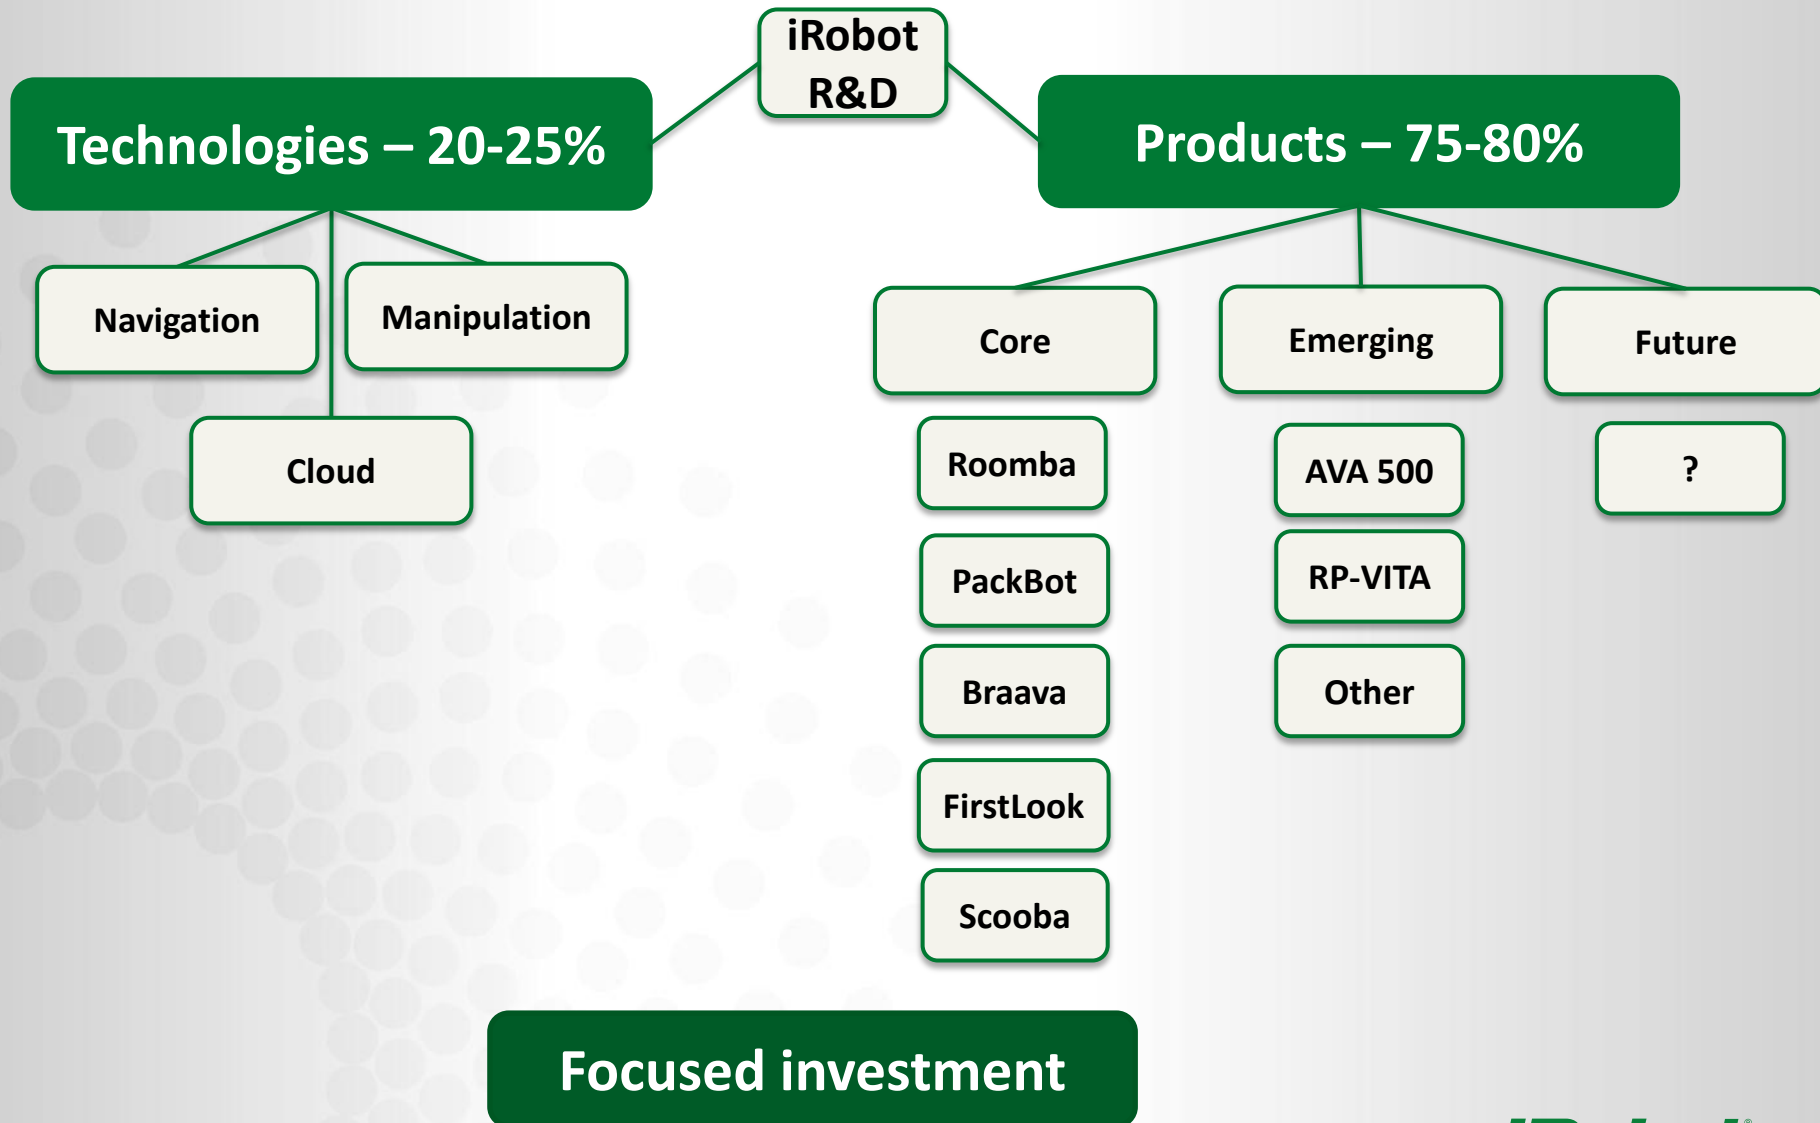 iRobot
R&D
Technologies – 20-25%
Products – 75-80%
Navigation
Manipulation
Cloud
Core
Emerging
Future
Roomba
AVA 500
?
PackBot
RP-VITA
Braava
Other
FirstLook
Scooba
Focused investment